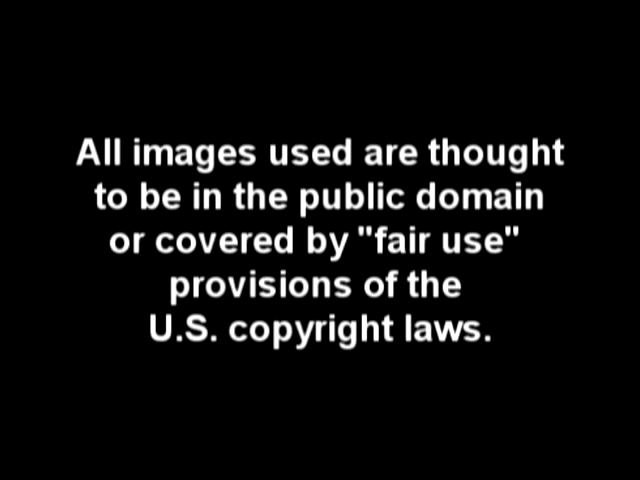 All images used are thought
to be in the public domain
or covered by "fair use"
provisions of the
U.S. copyright laws.